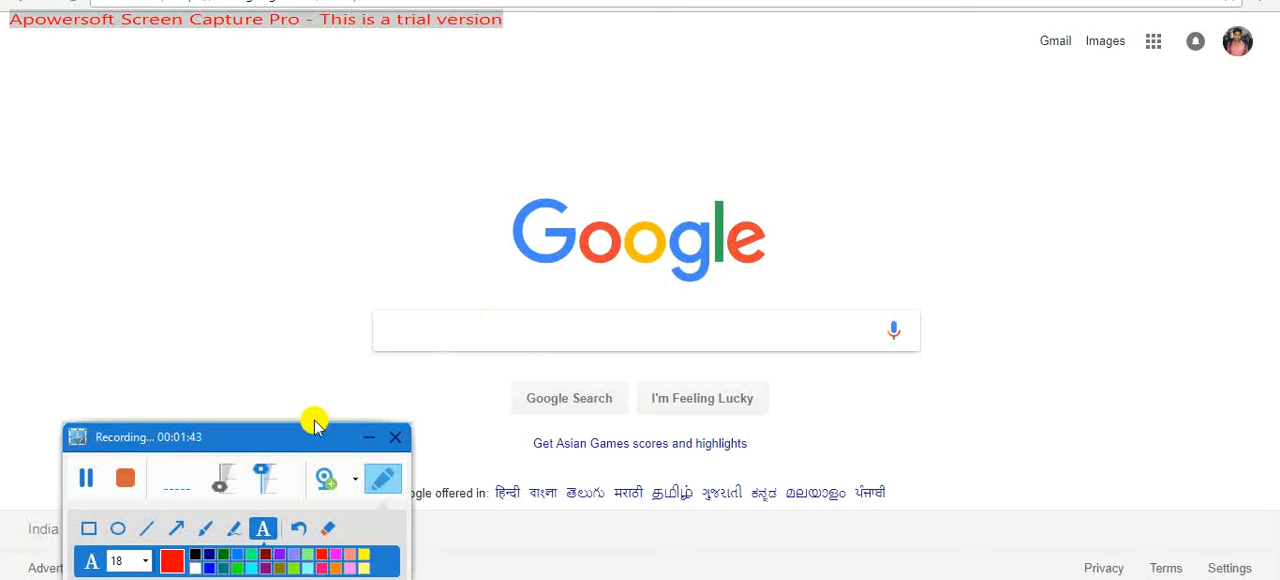 Apowersoft Screen Capture Pro - This is a trial version
Gmail Images
Google
Google Search I'm Feeling Lucky
Recording... 00:01:43
Get Asian Games scores and highlights
ogle offered in: हिन्दी বাংলা తెలుగు मराठी தமிழ் ગુજરાતી ಕನ್ನಡ മലയാളം ਪੰਜਾਬੀ
India
A
A 18
Advert Privacy Terms Settings